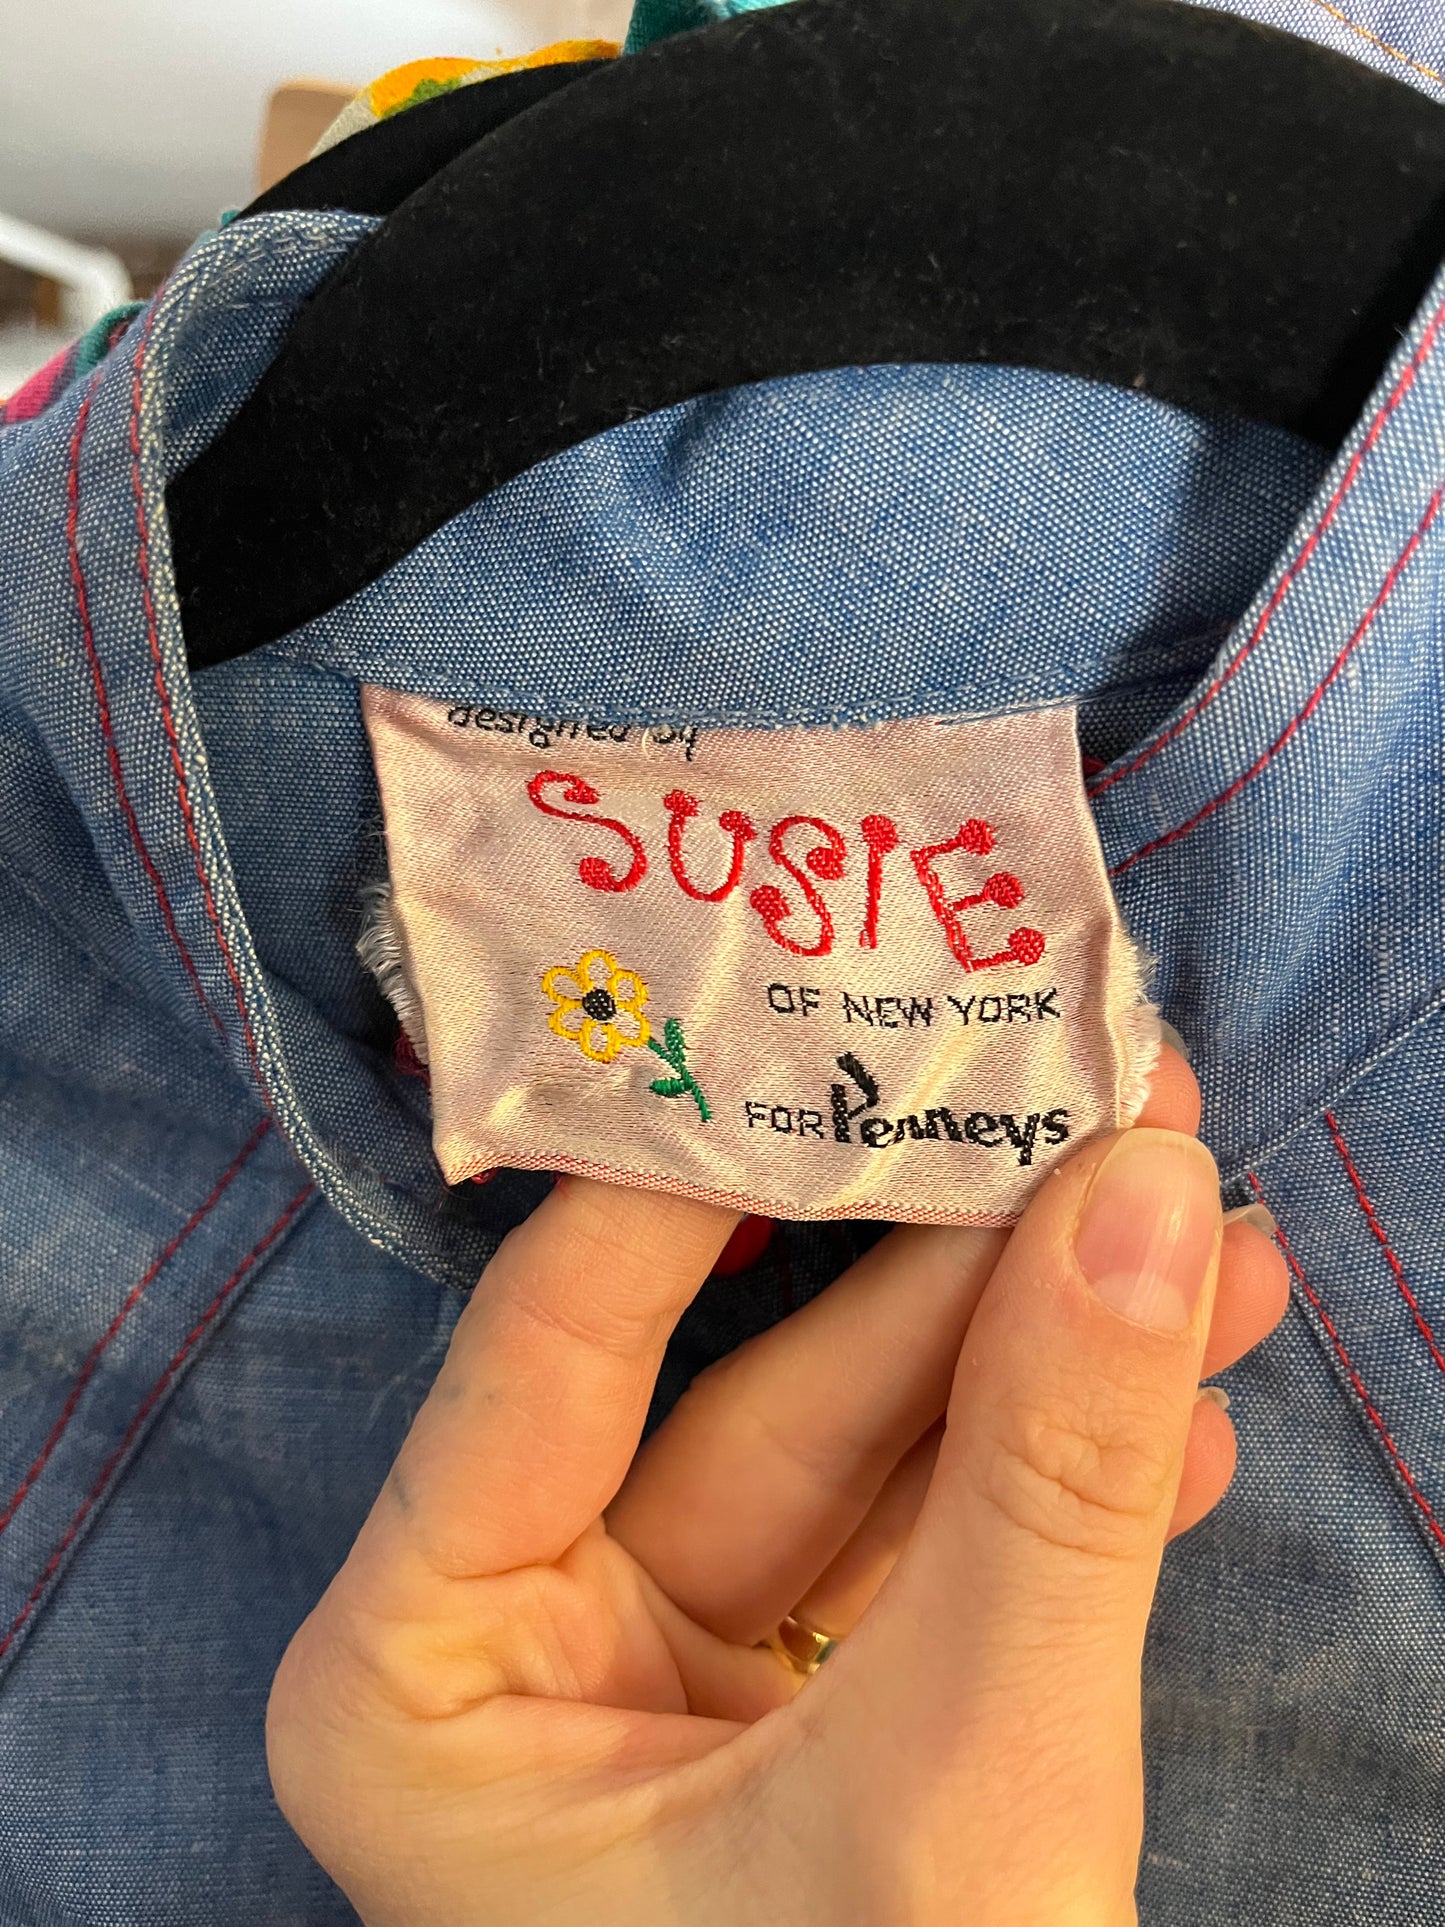 designed by
SUSIE
OF NEW YORK
FOR Penneys